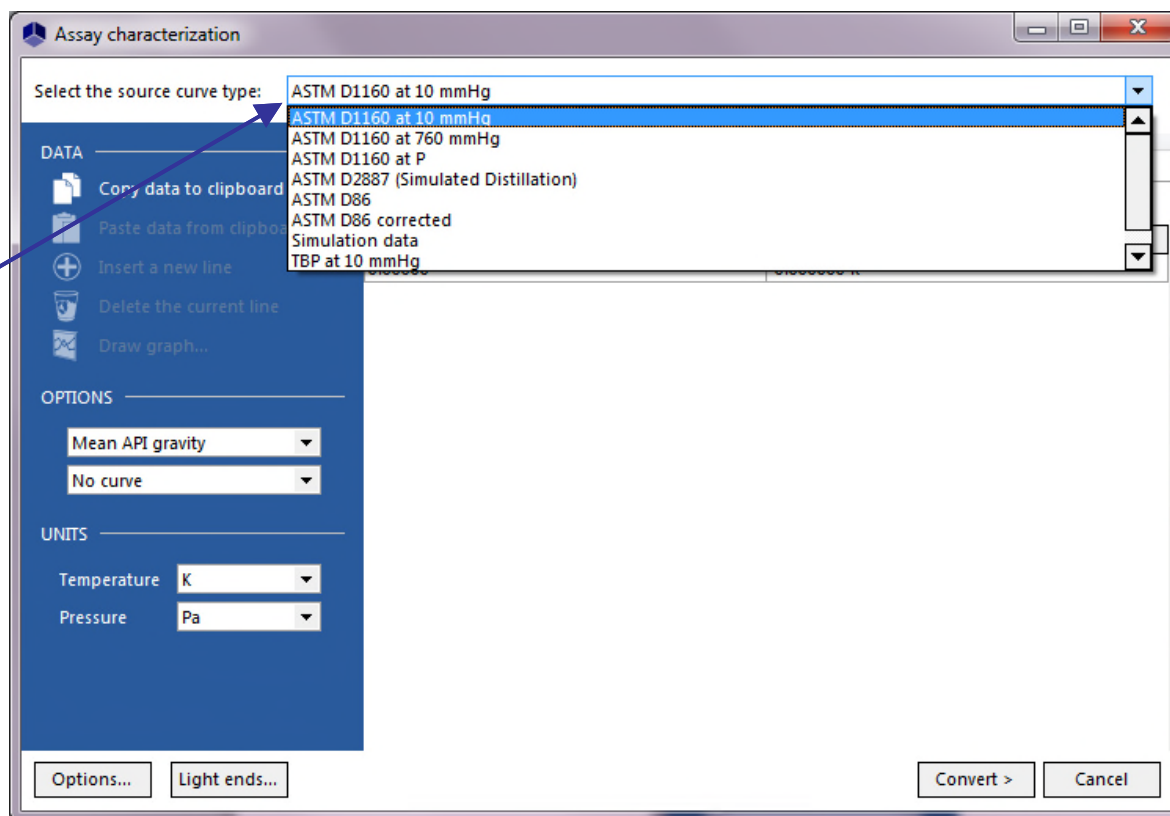 Assay characterization
Select the source curve type:
ASTM D1160 at 10 mmHg
ASTM D1160 at 10 mmHg
ASTM D1160 at 760 mmHg
ASTM D1160 at P
ASTM D2887 (Simulated Distillation)
ASTM D86
ASTM D86 corrected
Simulation data
TBP at 10 mmHg
DATA
Copy data to clipboard
Paste data from
Insert a new line
Delete the current line
Draw graph...
OPTIONS
Mean API gravity
No curve
UNITS
Temperature K
Pressure Pa
Options... Light ends... Convert > Cancel